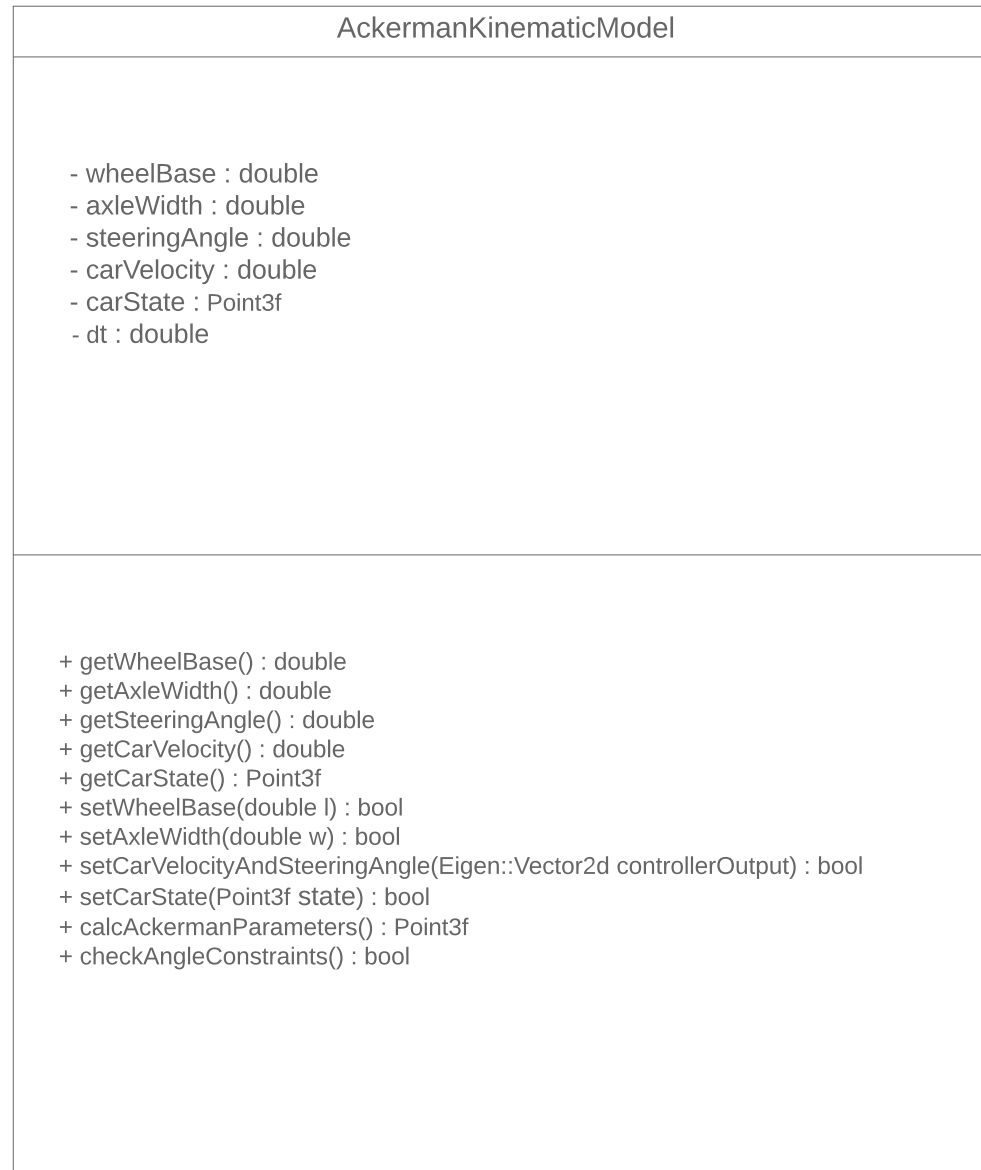 AckermanKinematicModel
- wheelBase : double
- axleWidth : double
- steeringAngle : double
- carVelocity : double
- carState : Point3f
- dt : double
+ getWheelBase() : double
+ getAxleWidth() : double
+ getSteeringAngle() : double
+ getCarVelocity() : double
+ getCarState() : Point3f
+ setWheelBase(double l) : bool
+ setAxleWidth(double w) : bool
+ setCarVelocityAndSteeringAngle(Eigen::Vector2d controllerOutput) : bool
+ setCarState(Point3f state) : bool
+ calcAckermanParameters() : Point3f
+ checkAngleConstraints() : bool